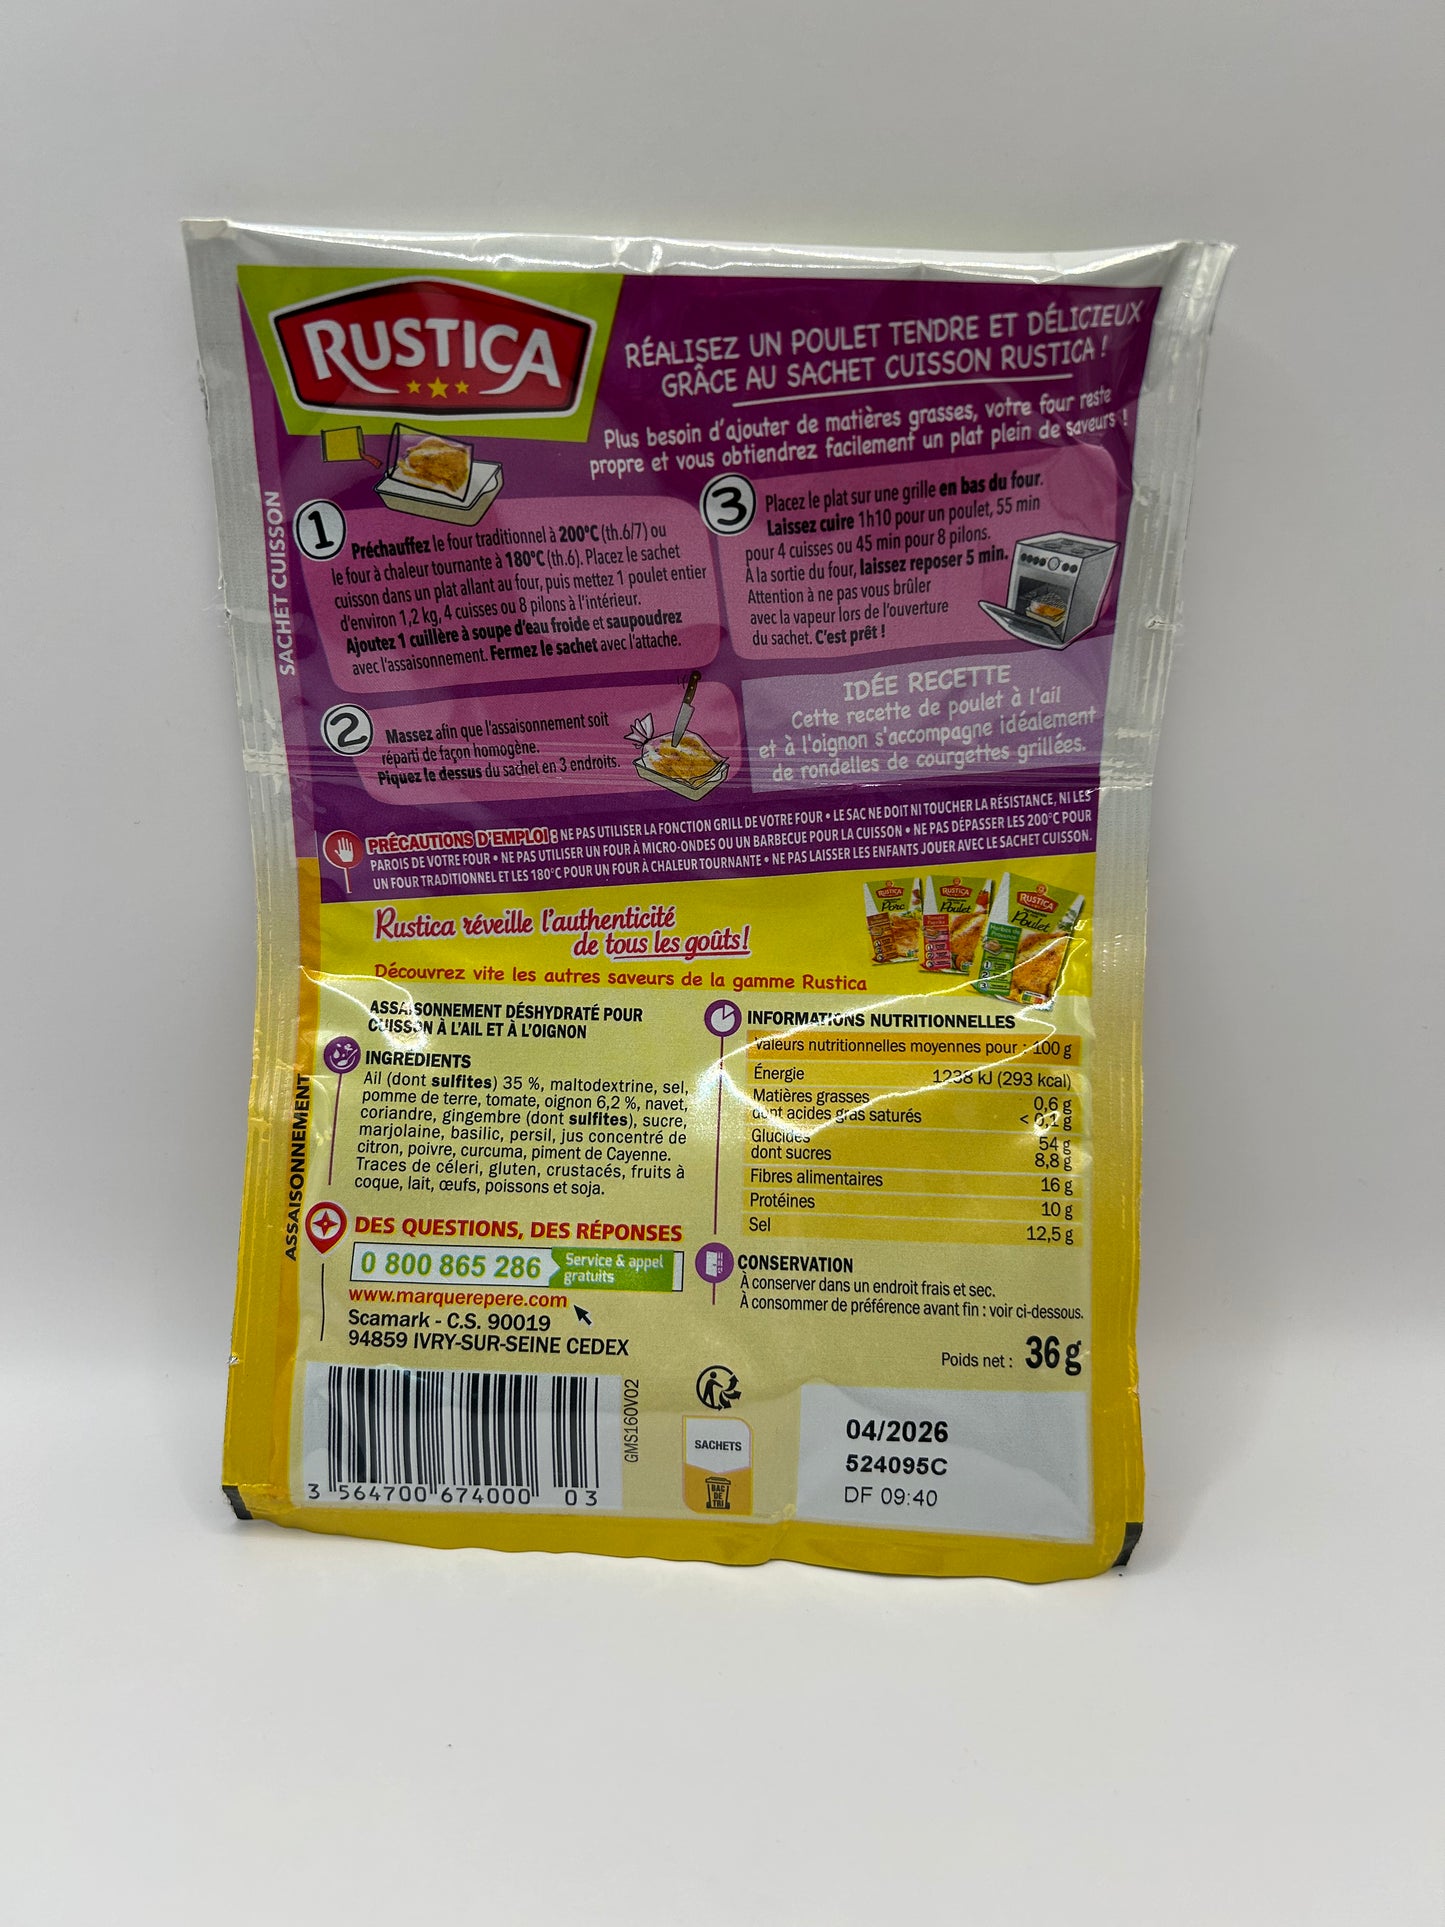 RUSTICA
RÉALISEZ UN POULET TENDRE ET DÉLICIEUX
GRÂCE AU SACHET CUISSON RUSTICA !
Plus besoin d'ajouter de matières grasses, votre four reste
propre et vous obtiendrez facilement un plat plein de saveurs !
SACHET CUISSON
1
Préchauffez le four traditionnel à 200°C (th.6/7) ou
le four à chaleur tournante à 180°C (th.6). Placez le sachet
cuisson dans un plat allant au four, puis mettez 1 poulet entier
d'environ 1,2 kg, 4 cuisses ou 8 pilons à l'intérieur.
Ajoutez 1 cuillère à soupe d'eau froide et saupoudrez
avec l'assaisonnement. Fermez le sachet avec l'attache.
2
Massez afin que l'assaisonnement soit
réparti de façon homogène.
Piquez le dessus du sachet en 3 endroits.
3
Placez le plat sur une grille en bas du four.
Laissez cuire 1h10 pour un poulet, 55 min
pour 4 cuisses ou 45 min pour 8 pilons.
À la sortie du four, laissez reposer 5 min.
Attention à ne pas vous brûler
avec la vapeur lors de l'ouverture
du sachet. C'est prêt !
IDÉE RECETTE
Cette recette de poulet à l'ail
et à l'oignon s'accompagne idéalement
de rondelles de courgettes grillées.
PRÉCAUTIONS D'EMPLOI : NE PAS UTILISER LA FONCTION GRILL DE VOTRE FOUR • LE SAC NE DOIT NI TOUCHER LA RÉSISTANCE, NI LES
PAROIS DE VOTRE FOUR • NE PAS UTILISER UN FOUR À MICRO-ONDES OU UN BARBECUE POUR LA CUISSON • NE PAS DÉPASSER LES 200°C POUR
UN FOUR TRADITIONNEL ET LES 180°C POUR UN FOUR À CHALEUR TOURNANTE • NE PAS LAISSER LES ENFANTS JOUER AVEC LE SACHET CUISSON.
Rustica réveille l'authenticité
de tous les goûts!
Découvrez vite les autres saveurs de la gamme Rustica
RUSTICA
Porc
RUSTICA
Poulet
RUSTICA
Poulet
ASSAISONNEMENT
ASSAISONNEMENT DÉSHYDRATÉ POUR
CUISSON À L'AIL ET À L'OIGNON
INGRÉDIENTS
Ail (dont sulfites) 35 %, maltodextrine, sel,
pomme de terre, tomate, oignon 6,2 %, navet,
coriandre, gingembre (dont sulfites), sucre,
marjolaine, basilic, persil, jus concentré de
citron, poivre, curcuma, piment de Cayenne.
Traces de céleri, gluten, crustacés, fruits à
coque, lait, œufs, poissons et soja.
DES QUESTIONS, DES RÉPONSES
0 800 865 286 Service & appel
gratuits
www.marquerepere.com
Scamark - C.S. 90019
94859 IVRY-SUR-SEINE CEDEX
INFORMATIONS NUTRITIONNELLES
Valeurs nutritionnelles moyennes pour : 100 g
Énergie 1238 kJ (293 kcal)
Matières grasses 0,6 g
dont acides gras saturés < 0,1 g
Glucides 54 g
dont sucres 8,8 g
Fibres alimentaires 16 g
Protéines 10 g
Sel 12,5 g
CONSERVATION
À conserver dans un endroit frais et sec.
À consommer de préférence avant fin : voir ci-dessous.
Poids net : 36 g
3 564700 674000 03
GMS160V02
SACHETS
BAC
DE
TRI
04/2026
524095C
DF 09:40